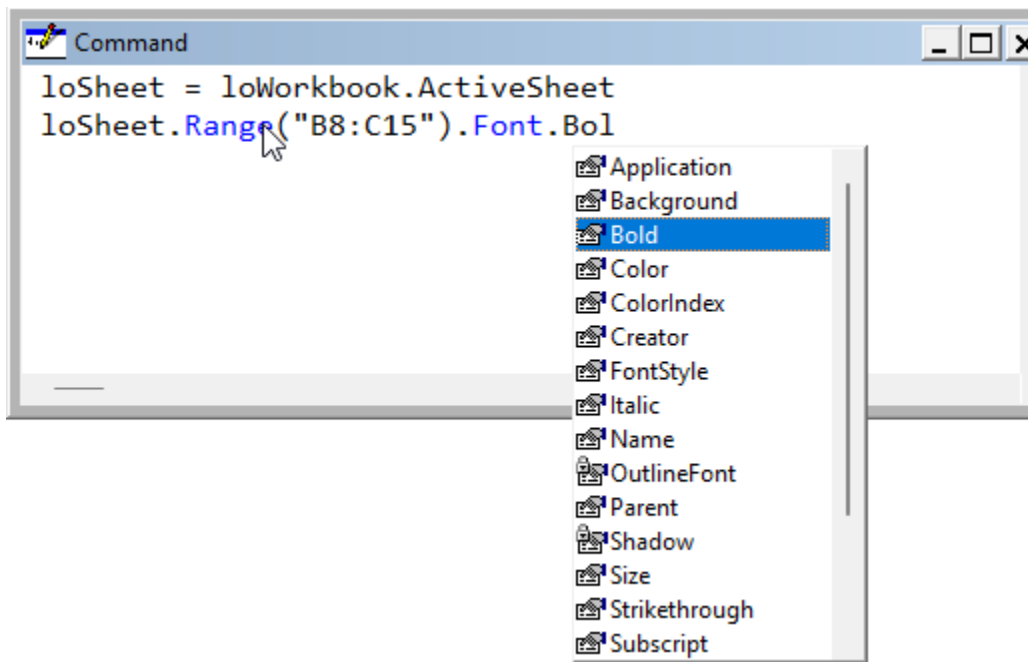 Command
loSheet = loWorkbook.ActiveSheet
loSheet.Range("B8:C15").Font.Bol
Application
Background
Bold
Color
ColorIndex
Creator
FontStyle
Italic
Name
OutlineFont
Parent
Shadow
Size
Strikethrough
Subscript